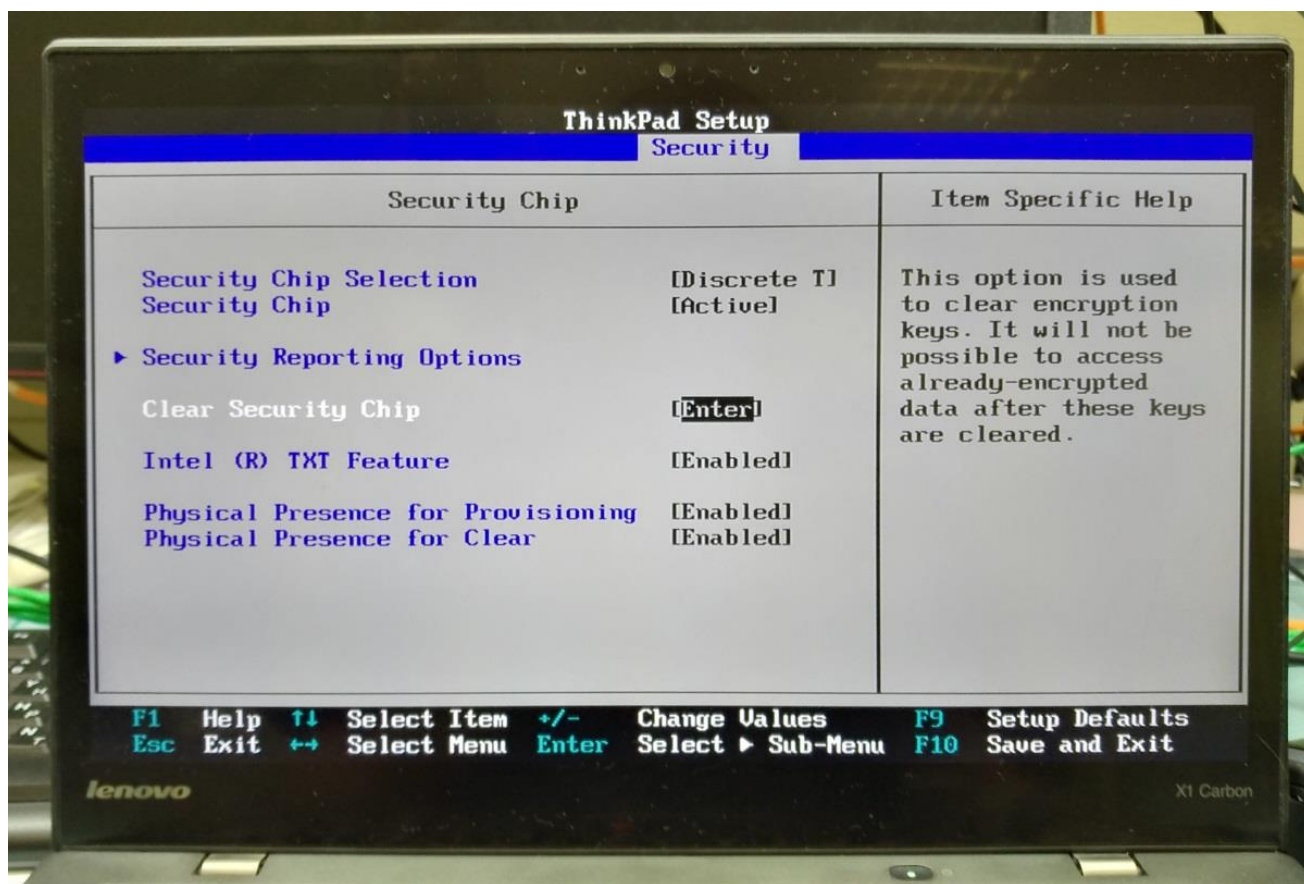 ThinkPad Setup
Security
Security Chip
Item Specific Help
Security Chip Selection [Discrete T]
Security Chip [Active]
▶ Security Reporting Options
Clear Security Chip [Enter]
Intel (R) TXT Feature [Enabled]
Physical Presence for Provisioning [Enabled]
Physical Presence for Clear [Enabled]
This option is used
to clear encryption
keys. It will not be
possible to access
already-encrypted
data after these keys
are cleared.
F1 Help ↑↓ Select Item +/- Change Values F9 Setup Defaults
Esc Exit ↔ Select Menu Enter Select ▶ Sub-Menu F10 Save and Exit
lenovo
X1 Carbon